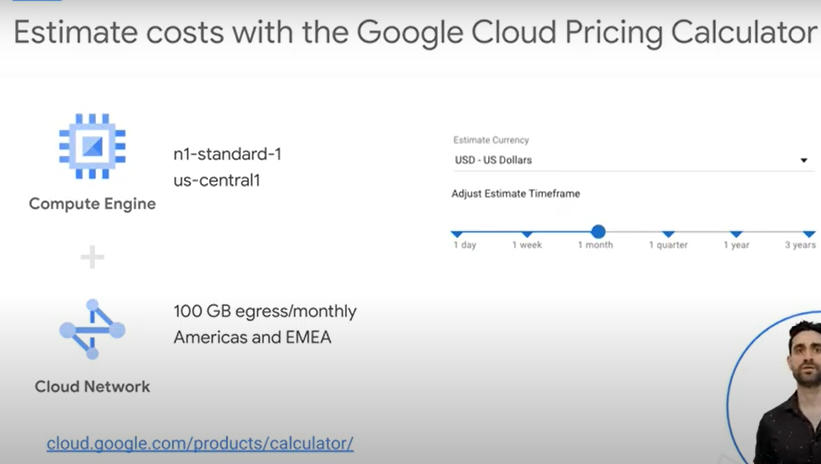 Estimate costs with the Google Cloud Pricing Calculator
n1-standard-1
us-central1
Compute Engine
100 GB egress/monthly
Americas and EMEA
Cloud Network
cloud.google.com/products/calculator/
Estimate Currency
USD - US Dollars
Adjust Estimate Timeframe
1 day 1 week 1 month 1 quarter 1 year 3 years